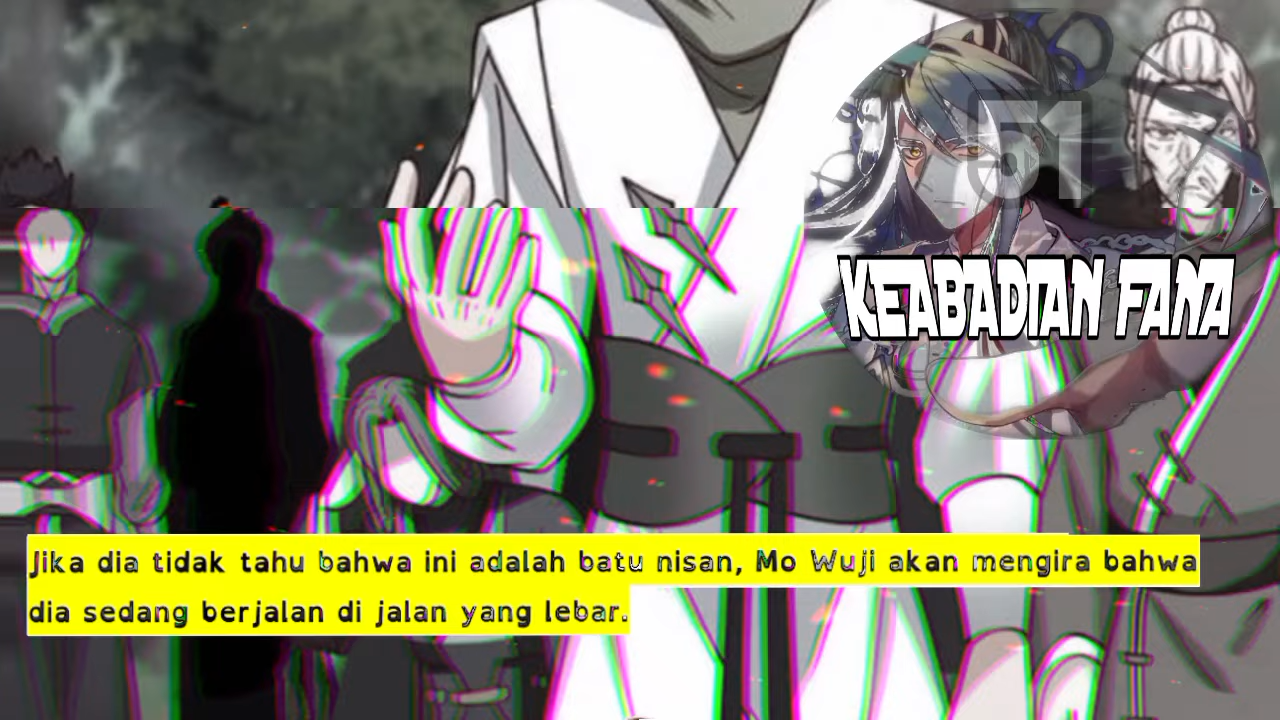 51
KEABADIAN FANA
Jika dia tidak tahu bahwa ini adalah batu nisan, Mo Wuji akan mengira bahwa
dia sedang berjalan di jalan yang lebar.